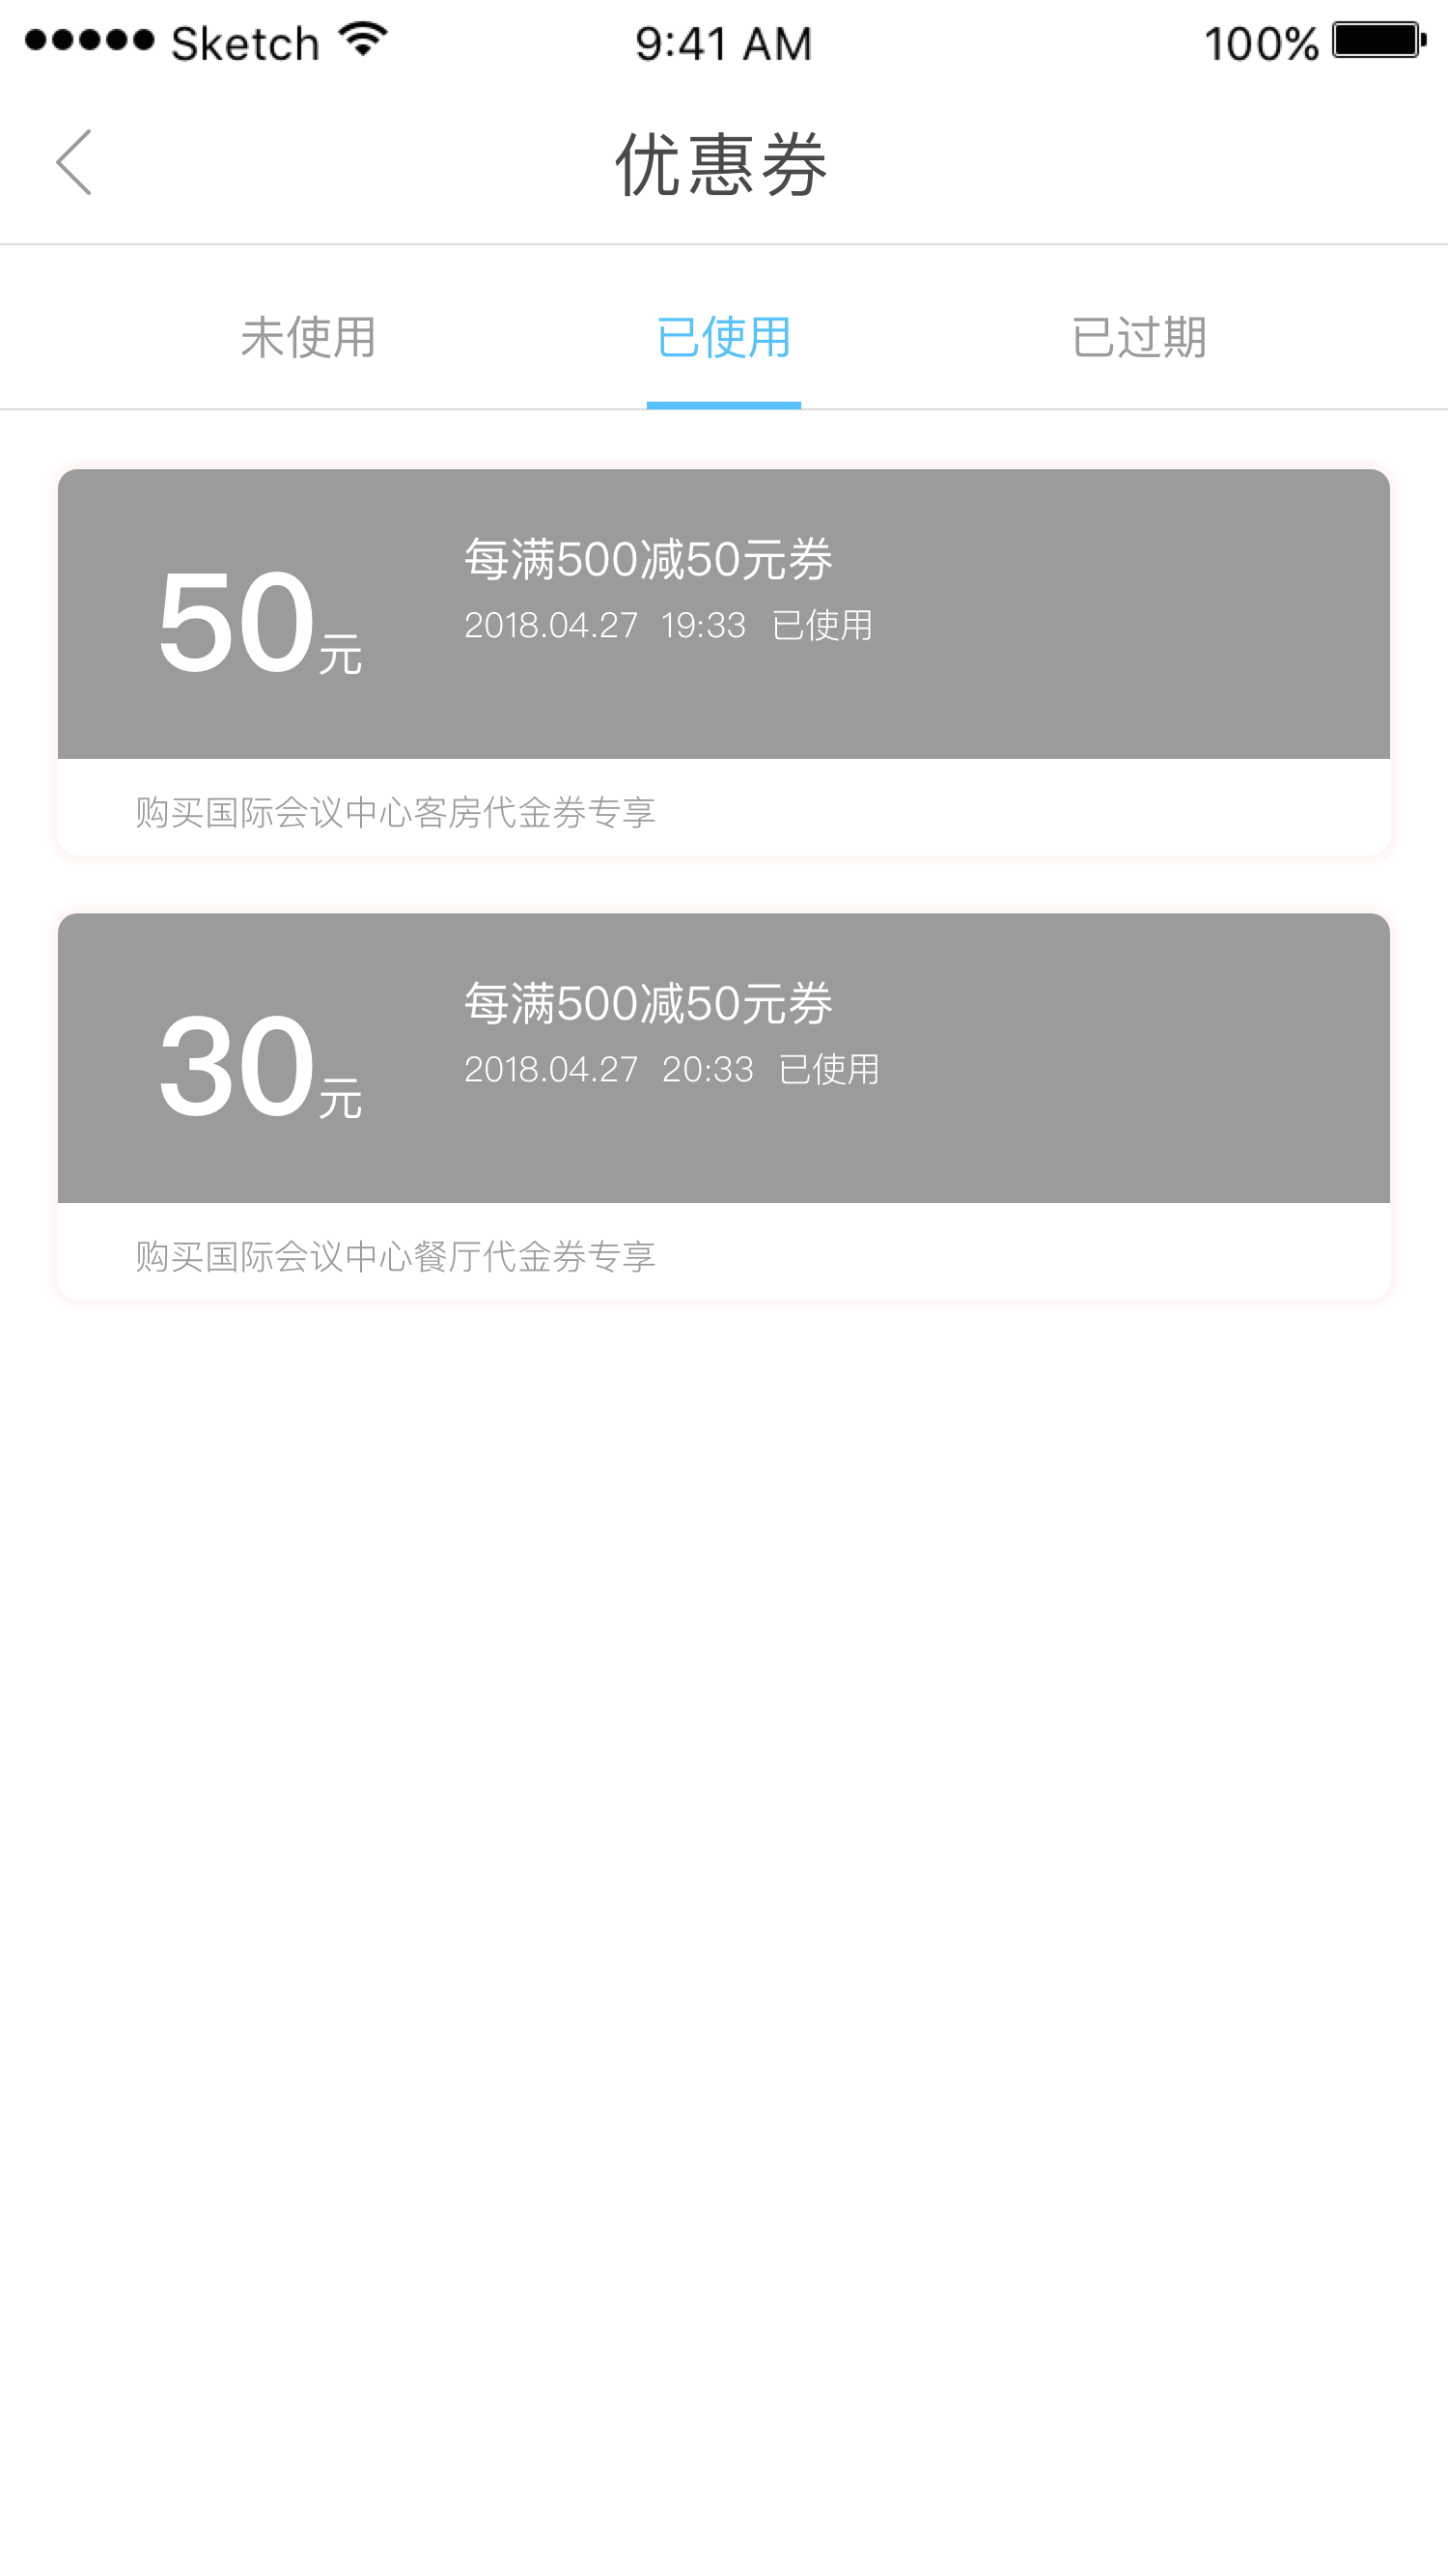 Sketch 9:41 AM 100%
优惠券
未使用 已使用 已过期
每满500减50元券
50元
2018.04.27 19:33 已使用
购买国际会议中心客房代金券专享
每满500减50元券
30元
2018.04.27 20:33 已使用
购买国际会议中心餐厅代金券专享